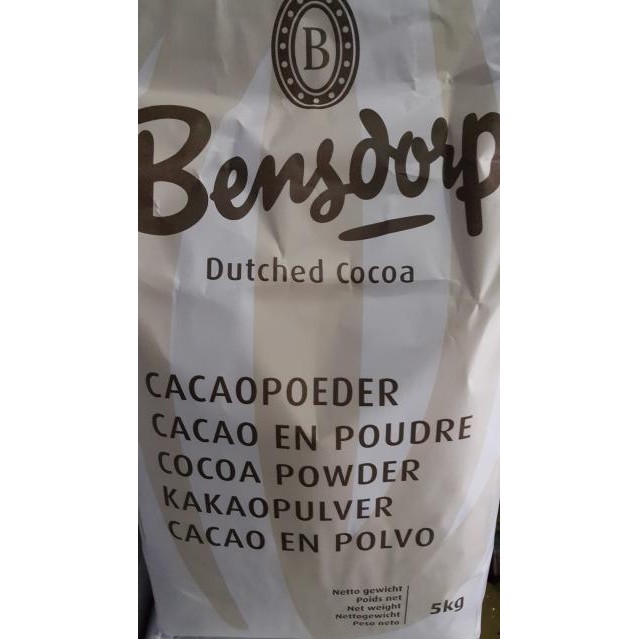 B
Bensdorp
Dutched Cocoa
CACAOPOEDER
CACAO EN POUDRE
COCOA POWDER
KAKAOPULVER
CACAO EN POLVO
Netto gewicht
Poids net
Net weight
Nettogewicht
Peso neto
5kg